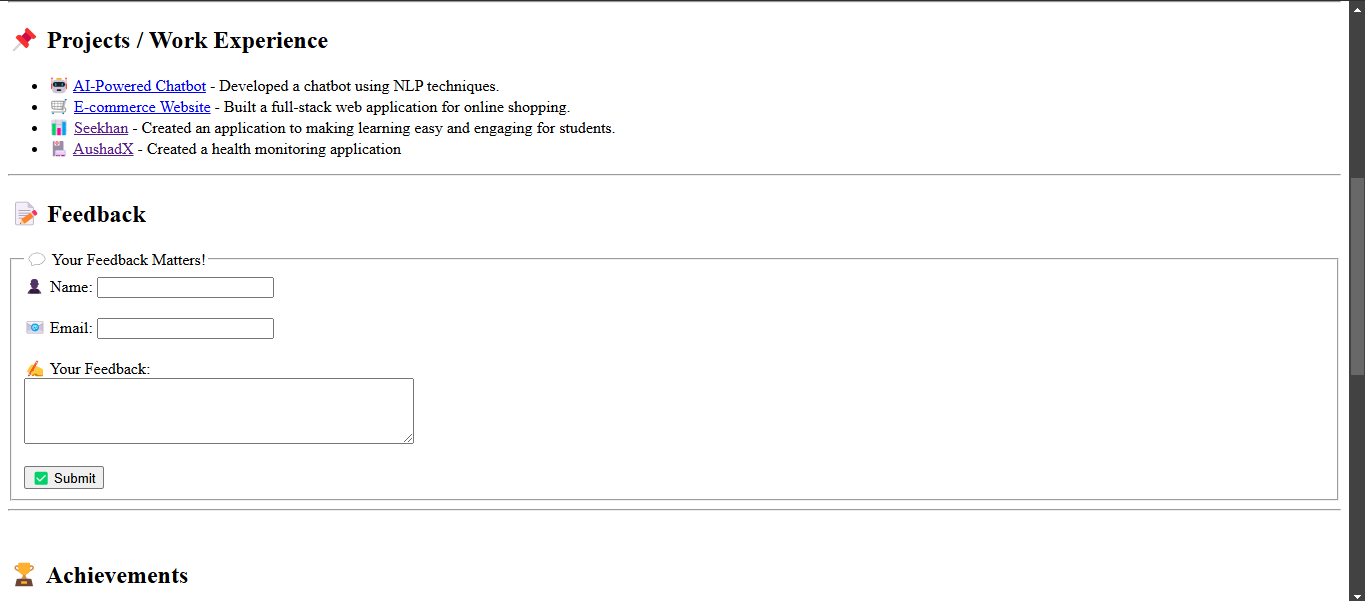 📌 Projects / Work Experience
• 🤖 AI-Powered Chatbot - Developed a chatbot using NLP techniques.
• 🛒 E-commerce Website - Built a full-stack web application for online shopping.
• 📊 Seekhan - Created an application to making learning easy and engaging for students.
• 🏥 AushadX - Created a health monitoring application
📝 Feedback
💬 Your Feedback Matters!
👤 Name:
📧 Email:
✍ Your Feedback:
✅ Submit
🏆 Achievements